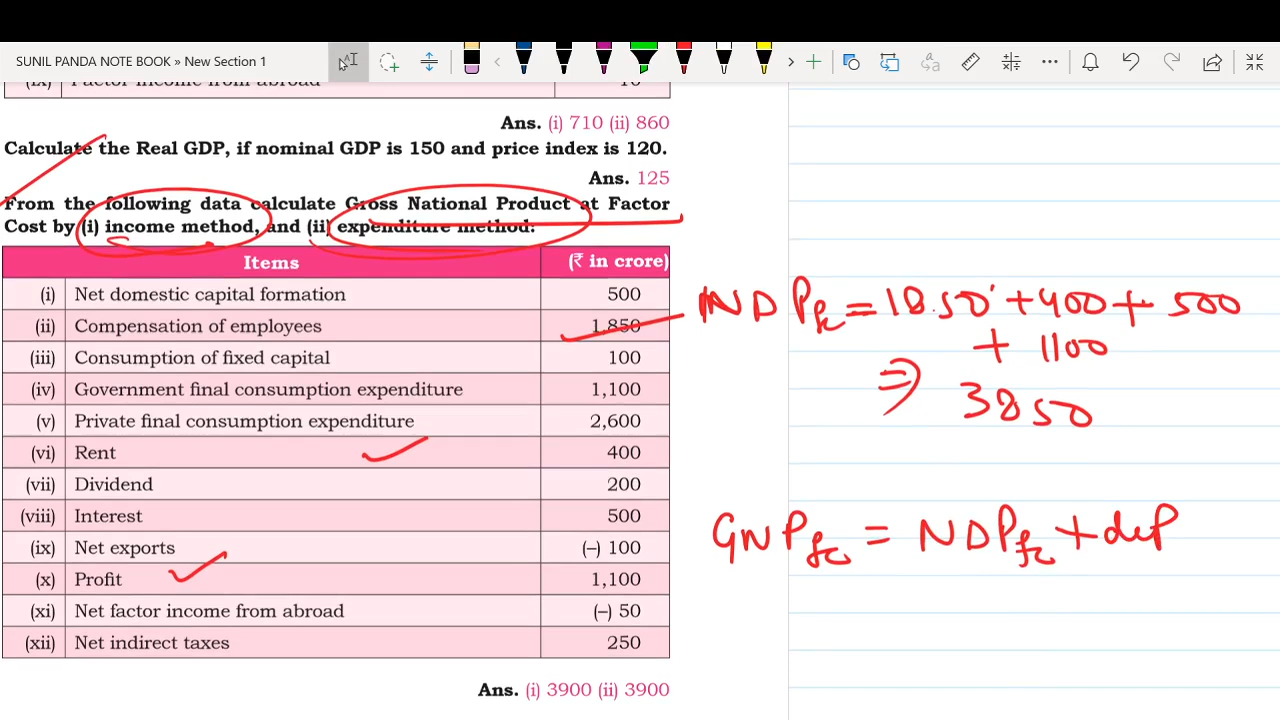 SUNIL PANDA NOTE BOOK » New Section 1
(ix) Factor income from abroad 10
Ans. (i) 710 (ii) 860
Calculate the Real GDP, if nominal GDP is 150 and price index is 120.
Ans. 125
From the following data calculate Gross National Product at Factor
Cost by (i) income method, and (ii) expenditure method:
Items (₹ in crore)
(i) Net domestic capital formation 500
(ii) Compensation of employees 1,850
(iii) Consumption of fixed capital 100
(iv) Government final consumption expenditure 1,100
(v) Private final consumption expenditure 2,600
(vi) Rent 400
(vii) Dividend 200
(viii) Interest 500
(ix) Net exports (–) 100
(x) Profit 1,100
(xi) Net factor income from abroad (–) 50
(xii) Net indirect taxes 250
Ans. (i) 3900 (ii) 3900
NDPfc = 1850 + 400 + 500
+ 1100
⇒ 3850
GNPfc = NDPfc + dep